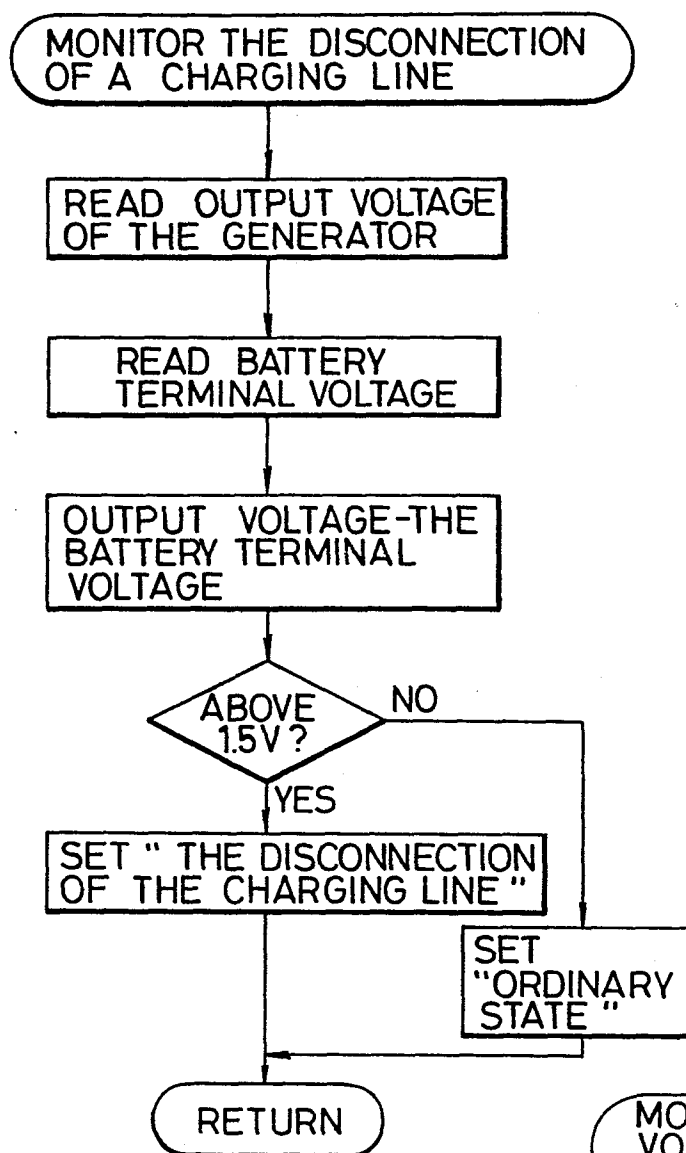 MONITOR THE DISCONNECTION
OF A CHARGING LINE
READ OUTPUT VOLTAGE
OF THE GENERATOR
READ BATTERY
TERMINAL VOLTAGE
OUTPUT VOLTAGE-THE
BATTERY TERMINAL
VOLTAGE
ABOVE
1.5V?
NO
YES
SET " THE DISCONNECTION
OF THE CHARGING LINE "
SET
"ORDINARY
STATE "
RETURN